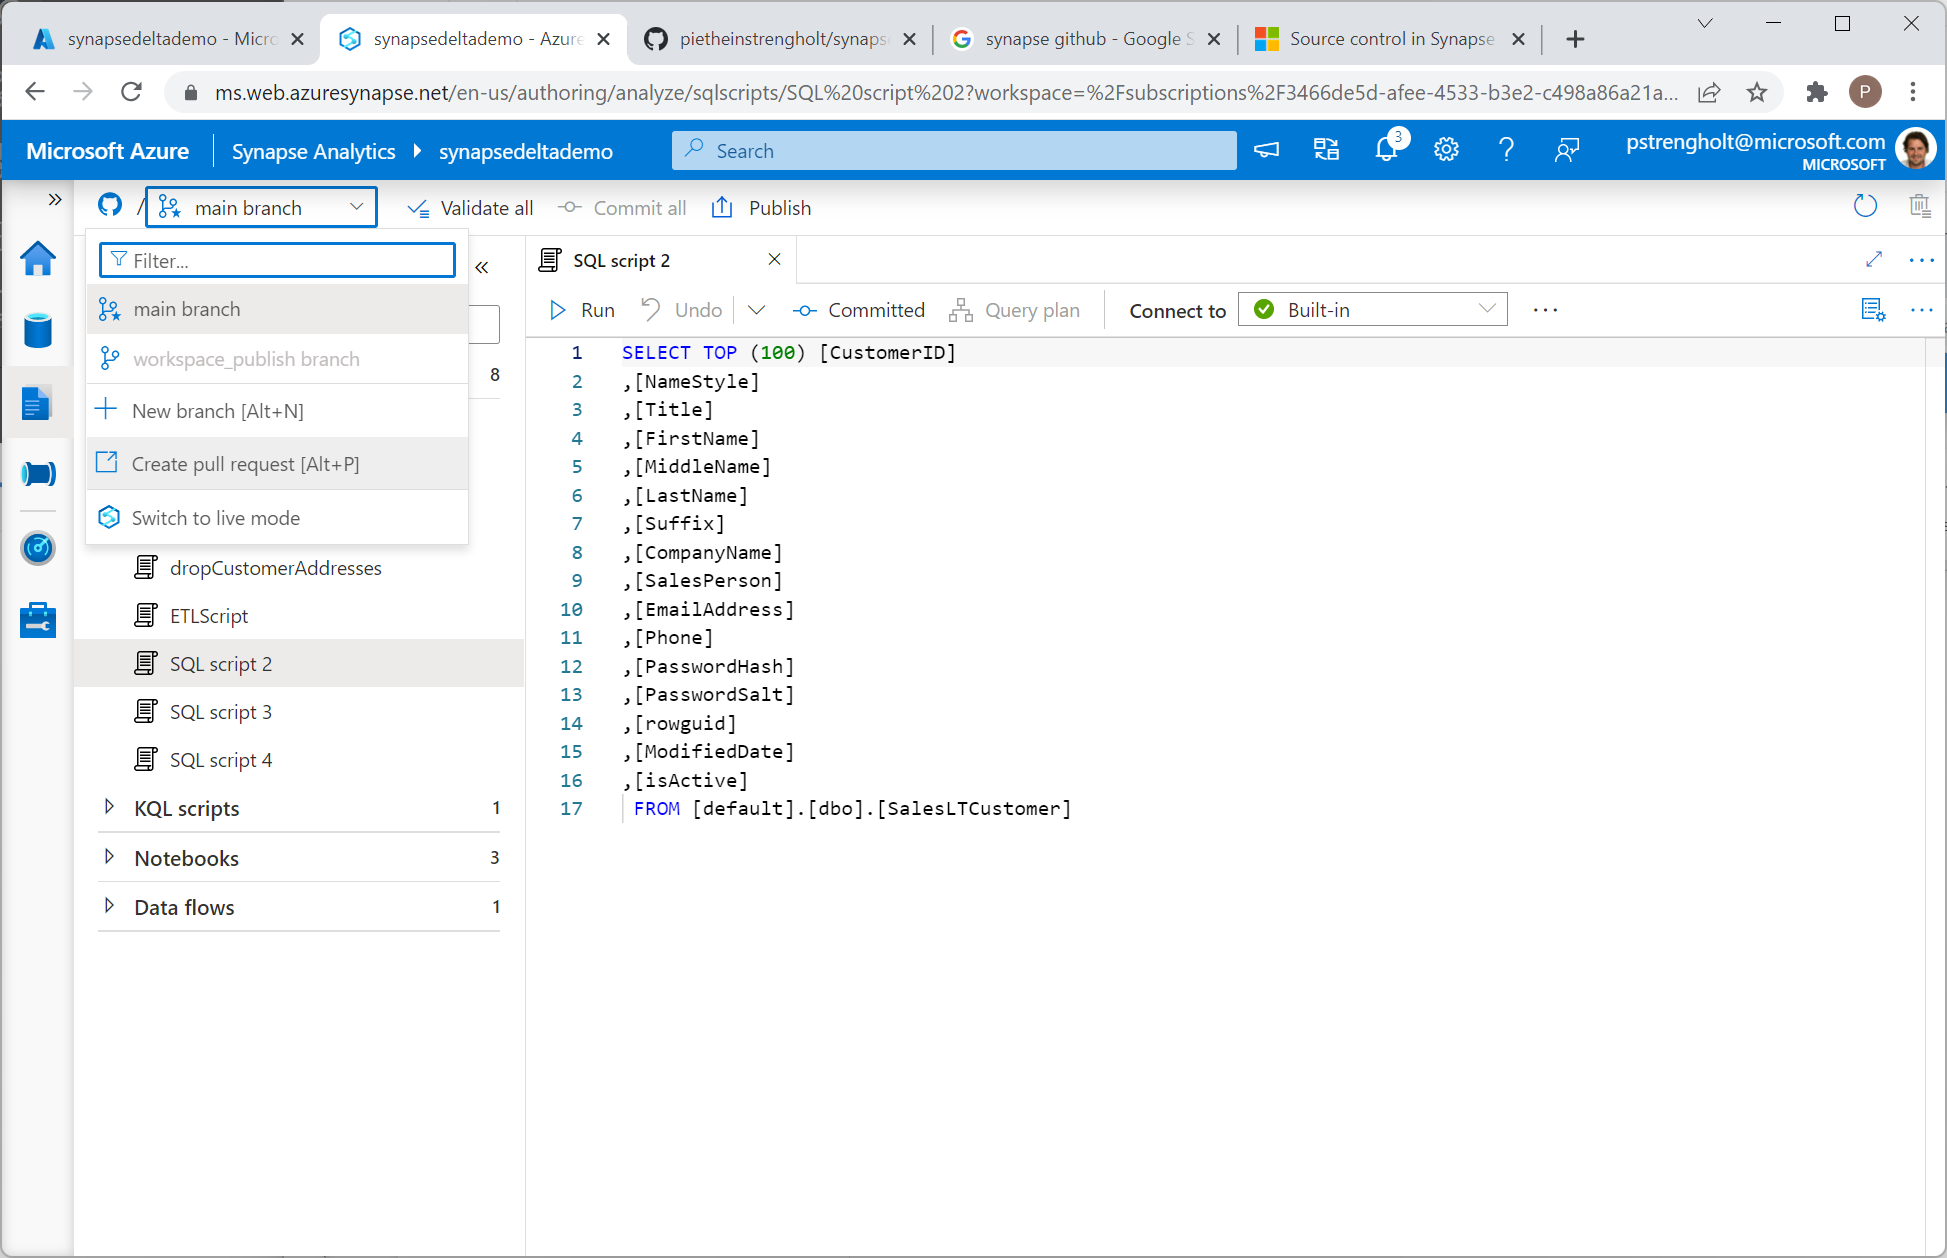 synapsedeltademo - Micro
synapsedeltademo - Azure
pietheinstrengholt/synapse
synapse github - Google S
Source control in Synapse
ms.web.azuresynapse.net/en-us/authoring/analyze/sqlscripts/SQL%20script%202?workspace=%2Fsubscriptions%2F3466de5d-afee-4533-b3e2-c498a86a21a...
P
Microsoft Azure
Synapse Analytics
synapsedeltademo
Search
3
pstrengholt@microsoft.com
MICROSOFT
/
main branch
Validate all
Commit all
Publish
Filter...
main branch
workspace_publish branch
8
New branch [Alt+N]
Create pull request [Alt+P]
Switch to live mode
dropCustomerAddresses
ETLScript
SQL script 2
SQL script 3
SQL script 4
KQL scripts 1
Notebooks 3
Data flows 1
SQL script 2
Run
Undo
Committed
Query plan
Connect to
Built-in
1 SELECT TOP (100) [CustomerID]
2 ,[NameStyle]
3 ,[Title]
4 ,[FirstName]
5 ,[MiddleName]
6 ,[LastName]
7 ,[Suffix]
8 ,[CompanyName]
9 ,[SalesPerson]
10 ,[EmailAddress]
11 ,[Phone]
12 ,[PasswordHash]
13 ,[PasswordSalt]
14 ,[rowguid]
15 ,[ModifiedDate]
16 ,[isActive]
17 FROM [default].[dbo].[SalesLTCustomer]